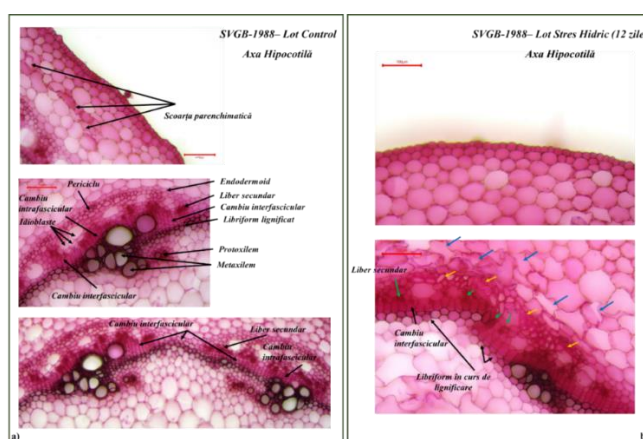 SVGB-1988– Lot Control
Axa Hipocotilă
Scoarța parenchimatică
Periciclu
Cambiu
intrafascicular
Idioblaste
Endodermoid
Liber secundar
Cambiu interfascicular
Libriform lignificat
Protoxilem
Metaxilem
Cambiu interfascicular
Cambiu interfascicular
Liber secundar
Cambiu
intrafascicular
a)
SVGB-1988– Lot Stres Hidric (12 zile
Axa Hipocotilă
Liber secundar
Cambiu
interfascicular
Libriform în curs de
lignificare
b